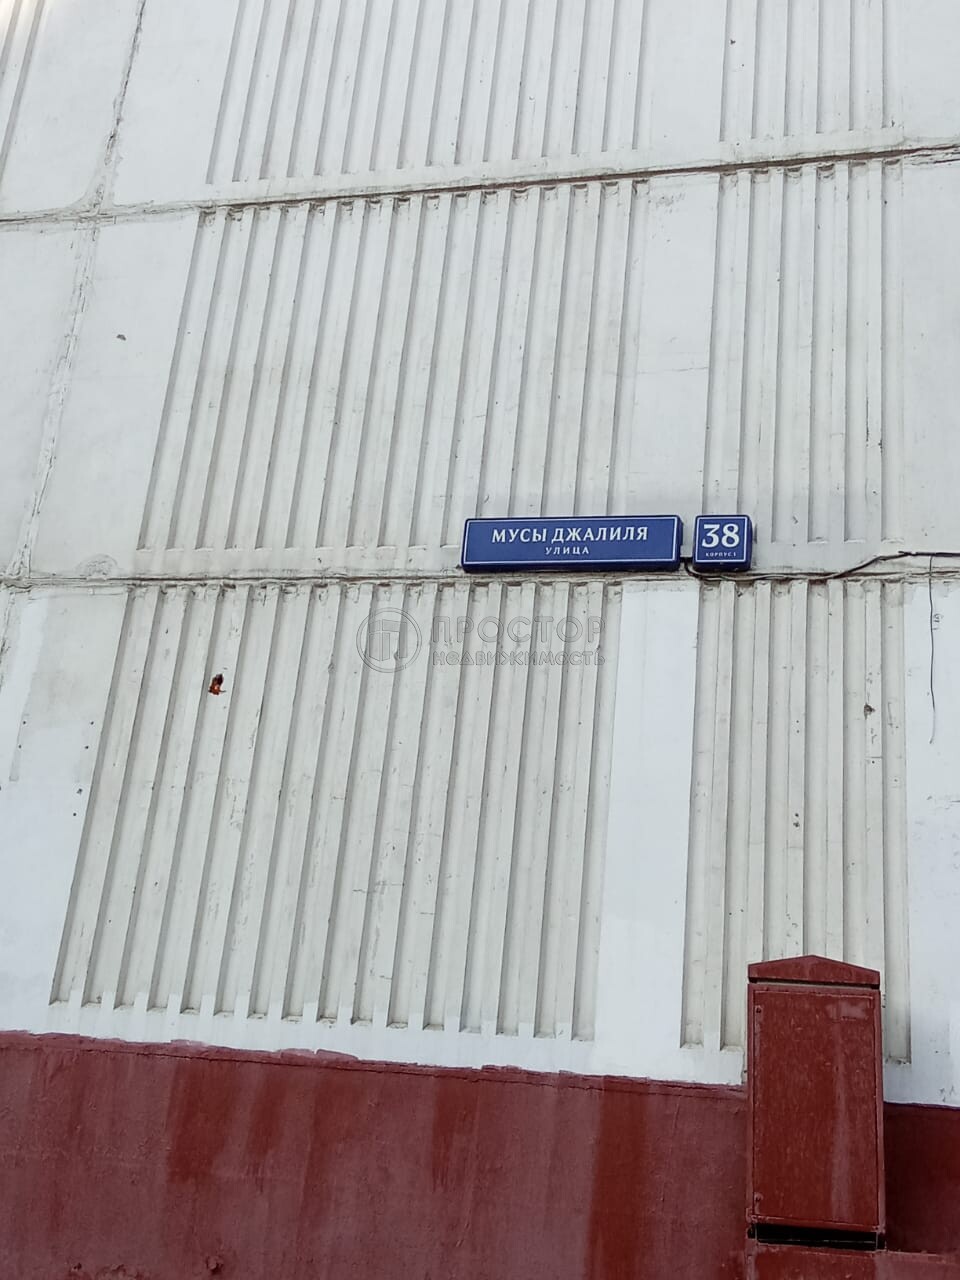 МУСЫ ДЖАЛИЛЯ
УЛИЦА
38
КОРПУС 1
ПРОСТОР
НЕДВИЖИМОСТЬ